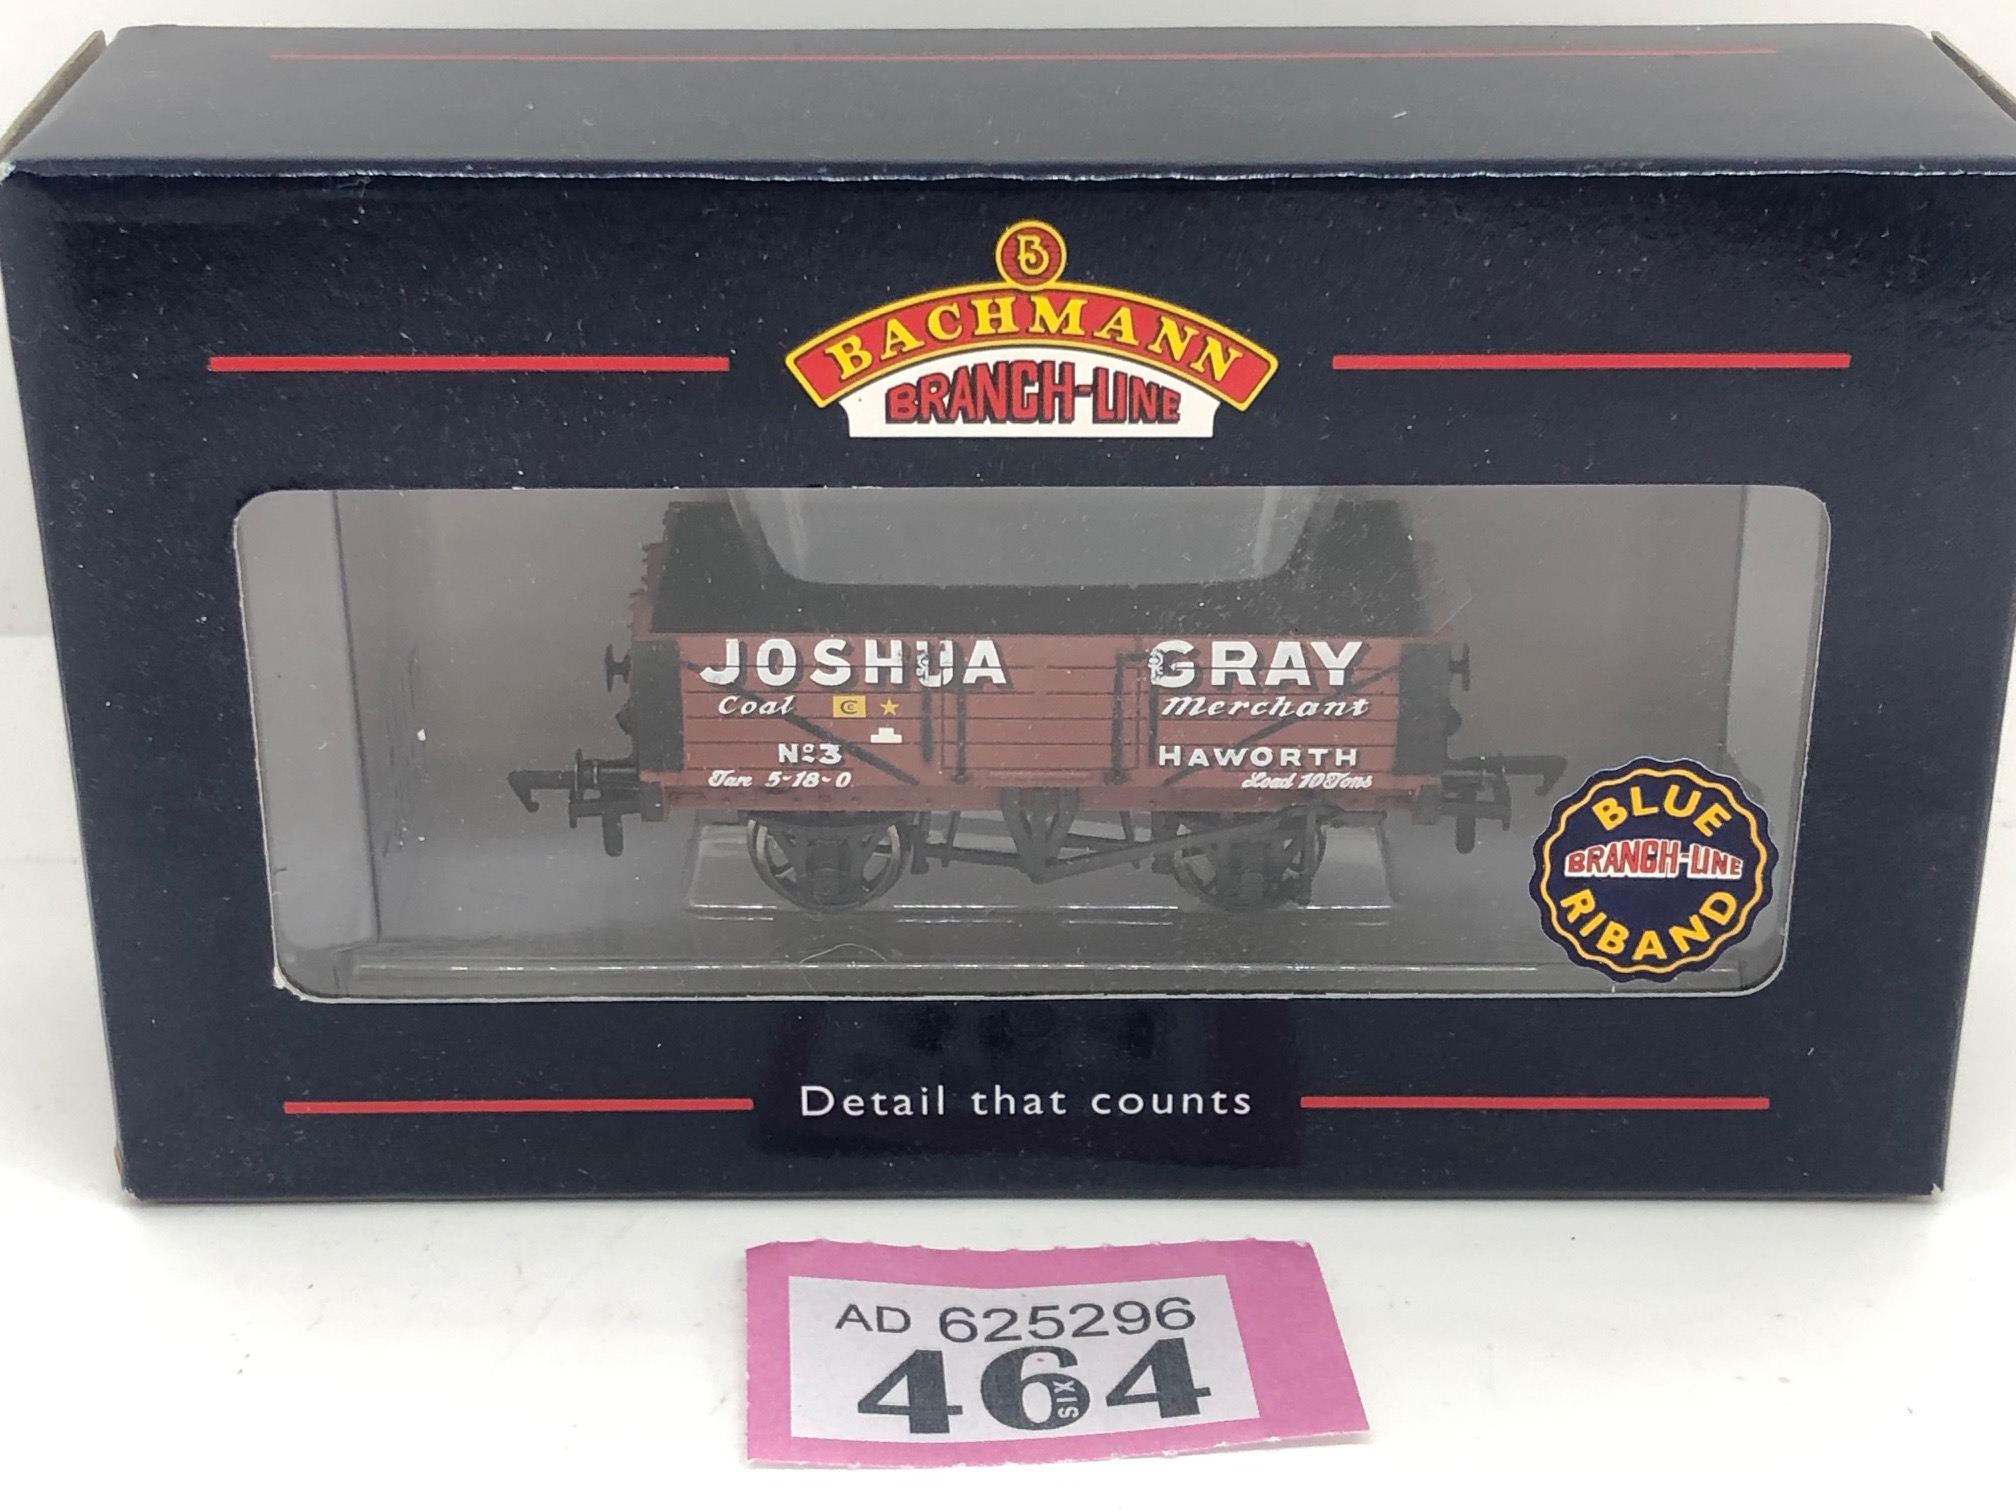 B
BACHMANN
BRANCH-LINE
JOSHUA GRAY
Coal CC Merchant
Nº3 HAWORTH
Tare 5-18-0 Load 10 Tons
BLUE
BRANCH-LINE
RIBAND
Detail that counts
AD 625296
464
SIX